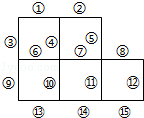 ① ②
③ ④ ⑤
⑥ ⑦ ⑧
⑨ ⑩ ⑪ ⑫
⑬ ⑭ ⑮